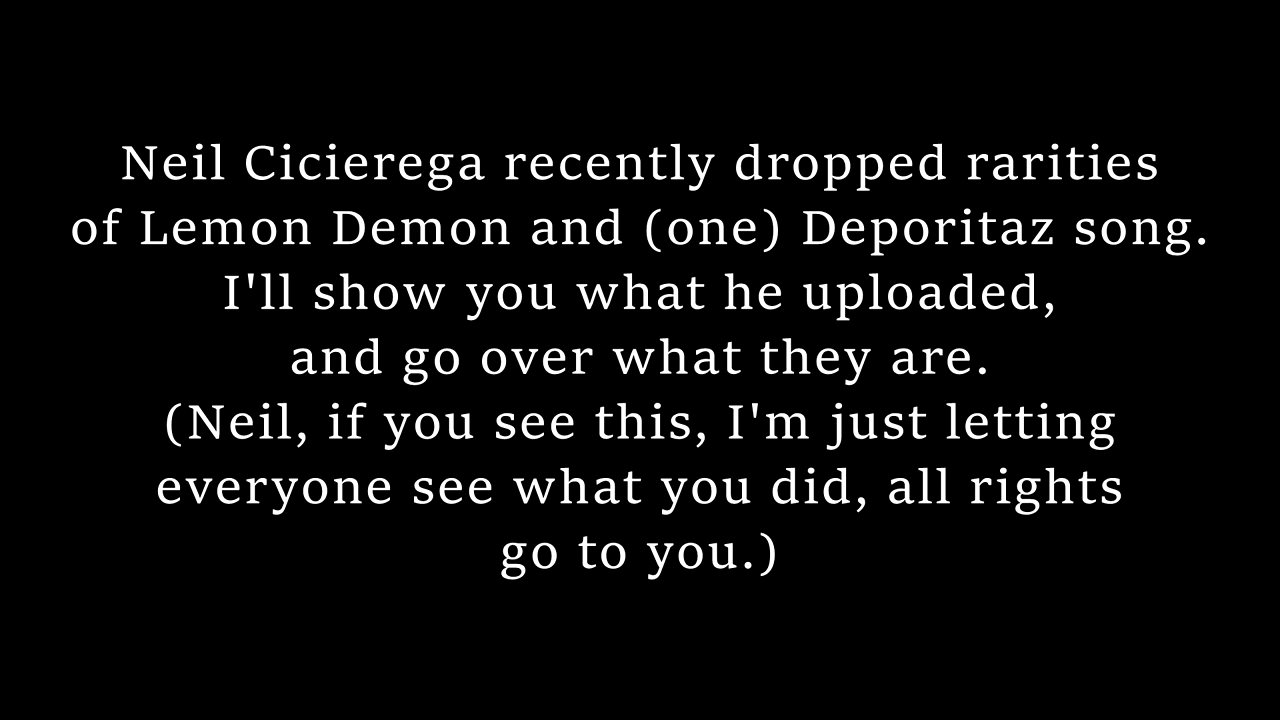 Neil Cicierega recently dropped rarities
of Lemon Demon and (one) Deporitaz song.
I'll show you what he uploaded,
and go over what they are.
(Neil, if you see this, I'm just letting
everyone see what you did, all rights
go to you.)